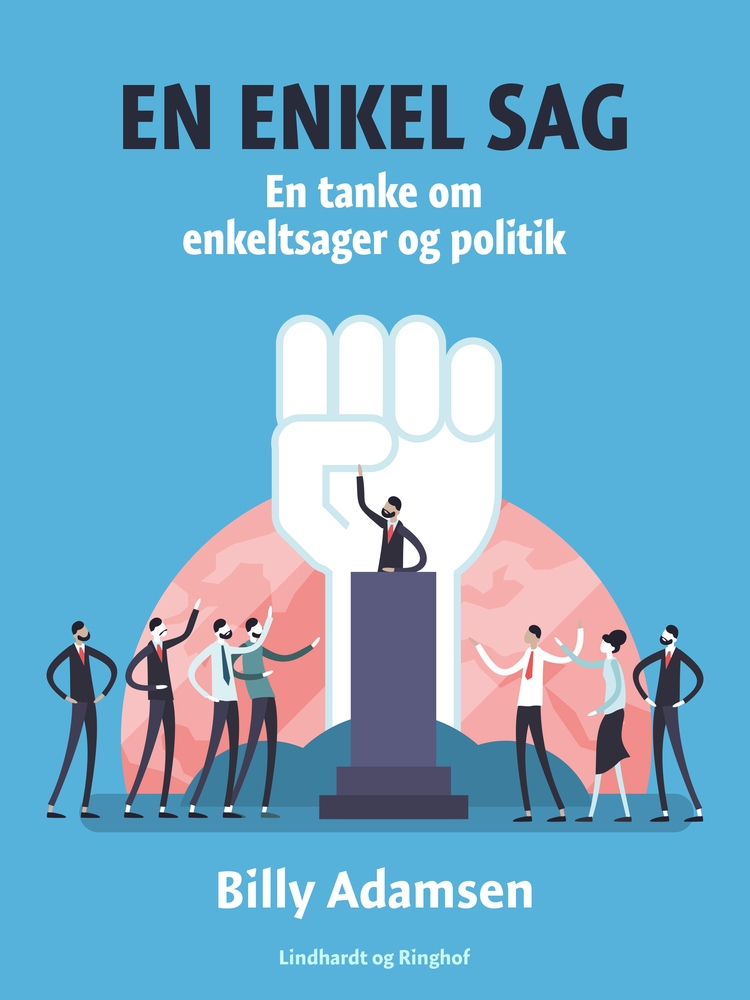 EN ENKEL SAG
En tanke om
enkeltsager og politik
Billy Adamsen
Lindhardt og Ringhof